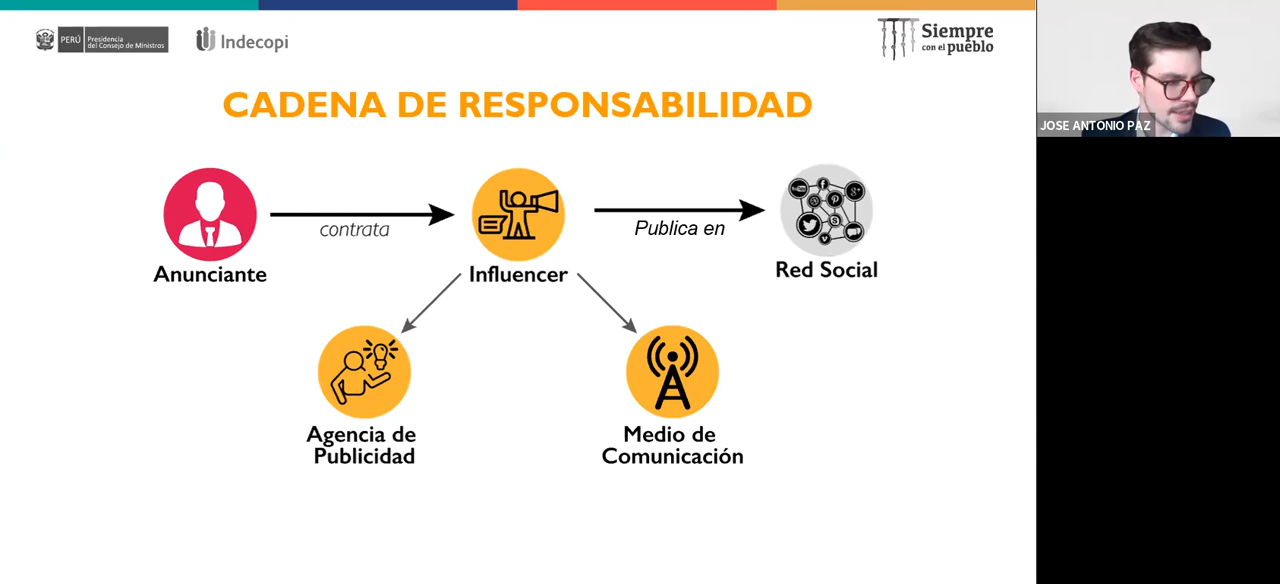 PERÚ
Presidencia
del Consejo de Ministros
Indecopi
Siempre
con el pueblo
CADENA DE RESPONSABILIDAD
JOSE ANTONIO PAZ
contrata
Publica en
Anunciante
Influencer
Red Social
Agencia de
Publicidad
Medio de
Comunicación